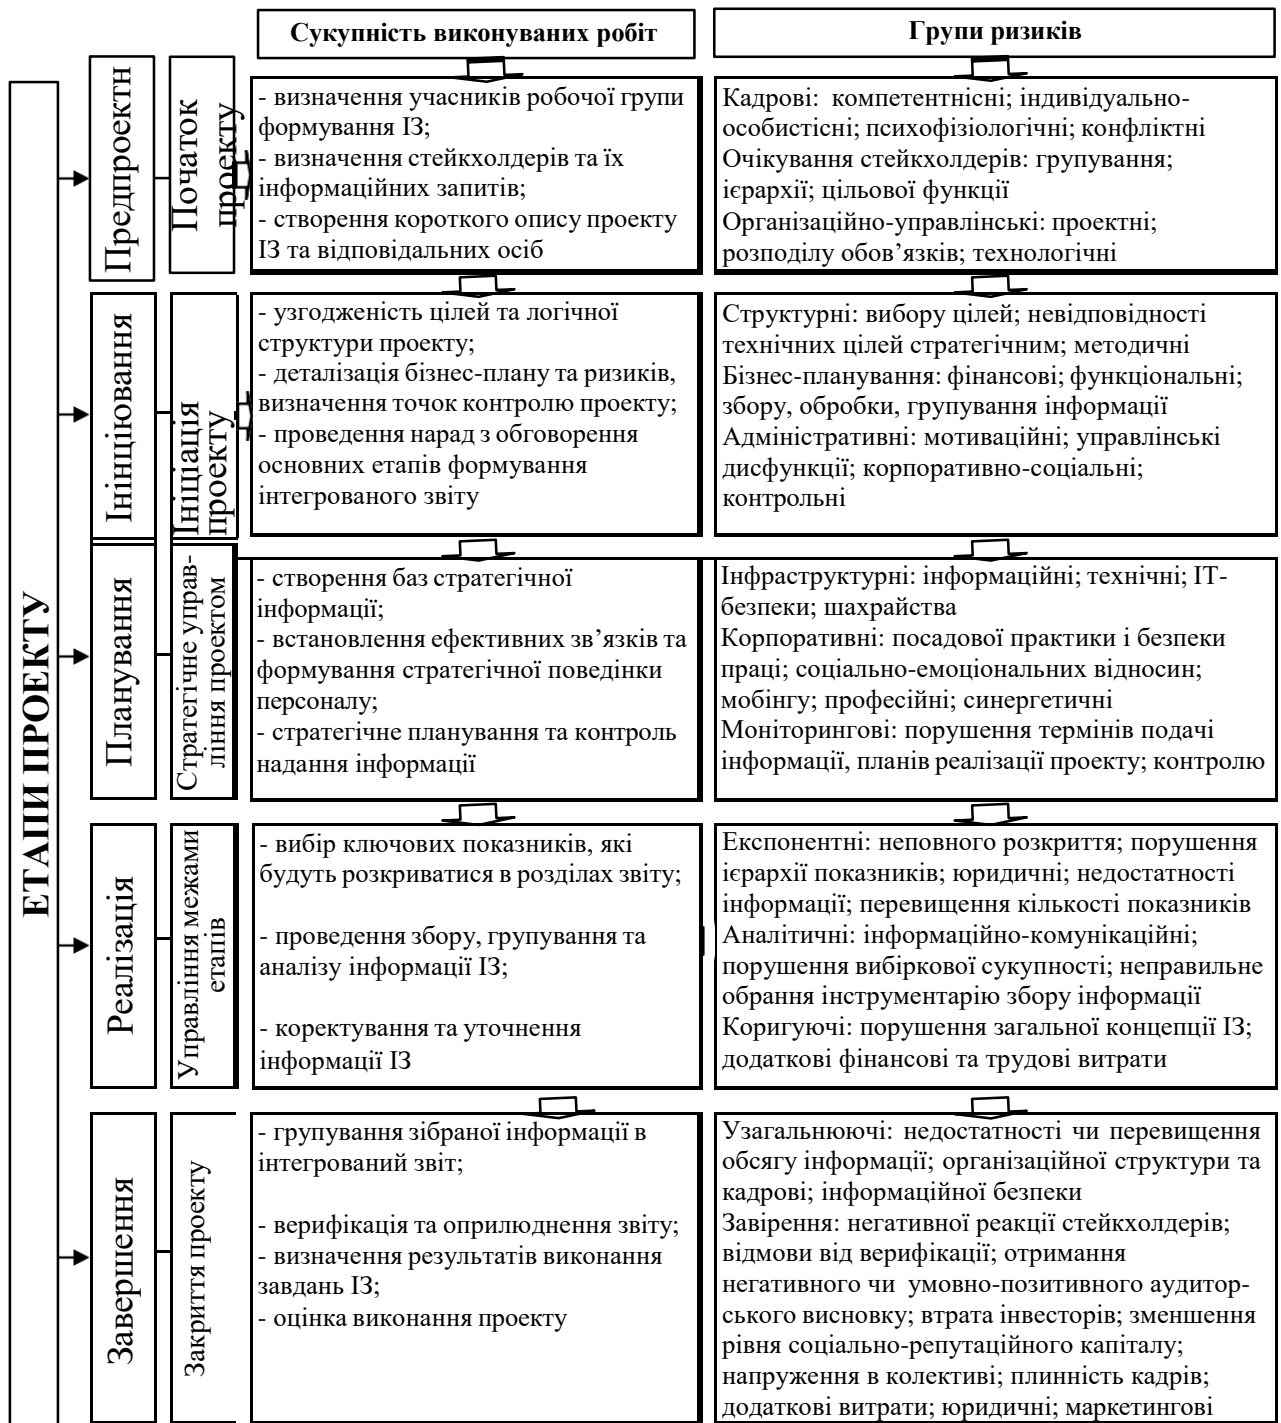 Сукупність виконуваних робіт
Групи ризиків
ЕТАПИ ПРОЕКТУ
Предпроектн
Початок
проекту
- визначення учасників робочої групи
формування ІЗ;
- визначення стейкхолдерів та їх
інформаційних запитів;
- створення короткого опису проекту
ІЗ та відповідальних осіб
Кадрові: компетентнісні; індивідуально-
особистісні; психофізіологічні; конфліктні
Очікування стейкхолдерів: групування;
ієрархії; цільової функції
Організаційно-управлінські: проектні;
розподілу обов’язків; технологічні
Ініціювання
Ініціація
проекту
- узгодженість цілей та логічної
структури проекту;
- деталізація бізнес-плану та ризиків,
визначення точок контролю проекту;
- проведення нарад з обговорення
основних етапів формування
інтегрованого звіту
Структурні: вибору цілей; невідповідності
технічних цілей стратегічним; методичні
Бізнес-планування: фінансові; функціональні;
збору, обробки, групування інформації
Адміністративні: мотиваційні; управлінські
дисфункції; корпоративно-соціальні;
контрольні
Планування
Стратегічне управ-
ління проектом
- створення баз стратегічної
інформації;
- встановлення ефективних зв’язків та
формування стратегічної поведінки
персоналу;
- стратегічне планування та контроль
надання інформації
Інфраструктурні: інформаційні; технічні; ІТ-
безпеки; шахрайства
Корпоративні: посадової практики і безпеки
праці; соціально-емоціональних відносин;
мобінгу; професійні; синергетичні
Моніторингові: порушення термінів подачі
інформації, планів реалізації проекту; контролю
Реалізація
Управління межами
етапів
- вибір ключових показників, які
будуть розкриватися в розділах звіту;
- проведення збору, групування та
аналізу інформації ІЗ;
- коректування та уточнення
інформації ІЗ
Експонентні: неповного розкриття; порушення
ієрархії показників; юридичні; недостатності
інформації; перевищення кількості показників
Аналітичні: інформаційно-комунікаційні;
порушення вибіркової сукупності; неправильне
обрання інструментарію збору інформації
Коригуючі: порушення загальної концепції ІЗ;
додаткові фінансові та трудові витрати
Завершення
Закриття проекту
- групування зібраної інформації в
інтегрований звіт;
- верифікація та оприлюднення звіту;
- визначення результатів виконання
завдань ІЗ;
- оцінка виконання проекту
Узагальнюючі: недостатності чи перевищення
обсягу інформації; організаційної структури та
кадрові; інформаційної безпеки
Завірення: негативної реакції стейкхолдерів;
відмови від верифікації; отримання
негативного чи умовно-позитивного аудитор-
ського висновку; втрата інвесторів; зменшення
рівня соціально-репутаційного капіталу;
напруження в колективі; плинність кадрів;
додаткові витрати; юридичні; маркетингові